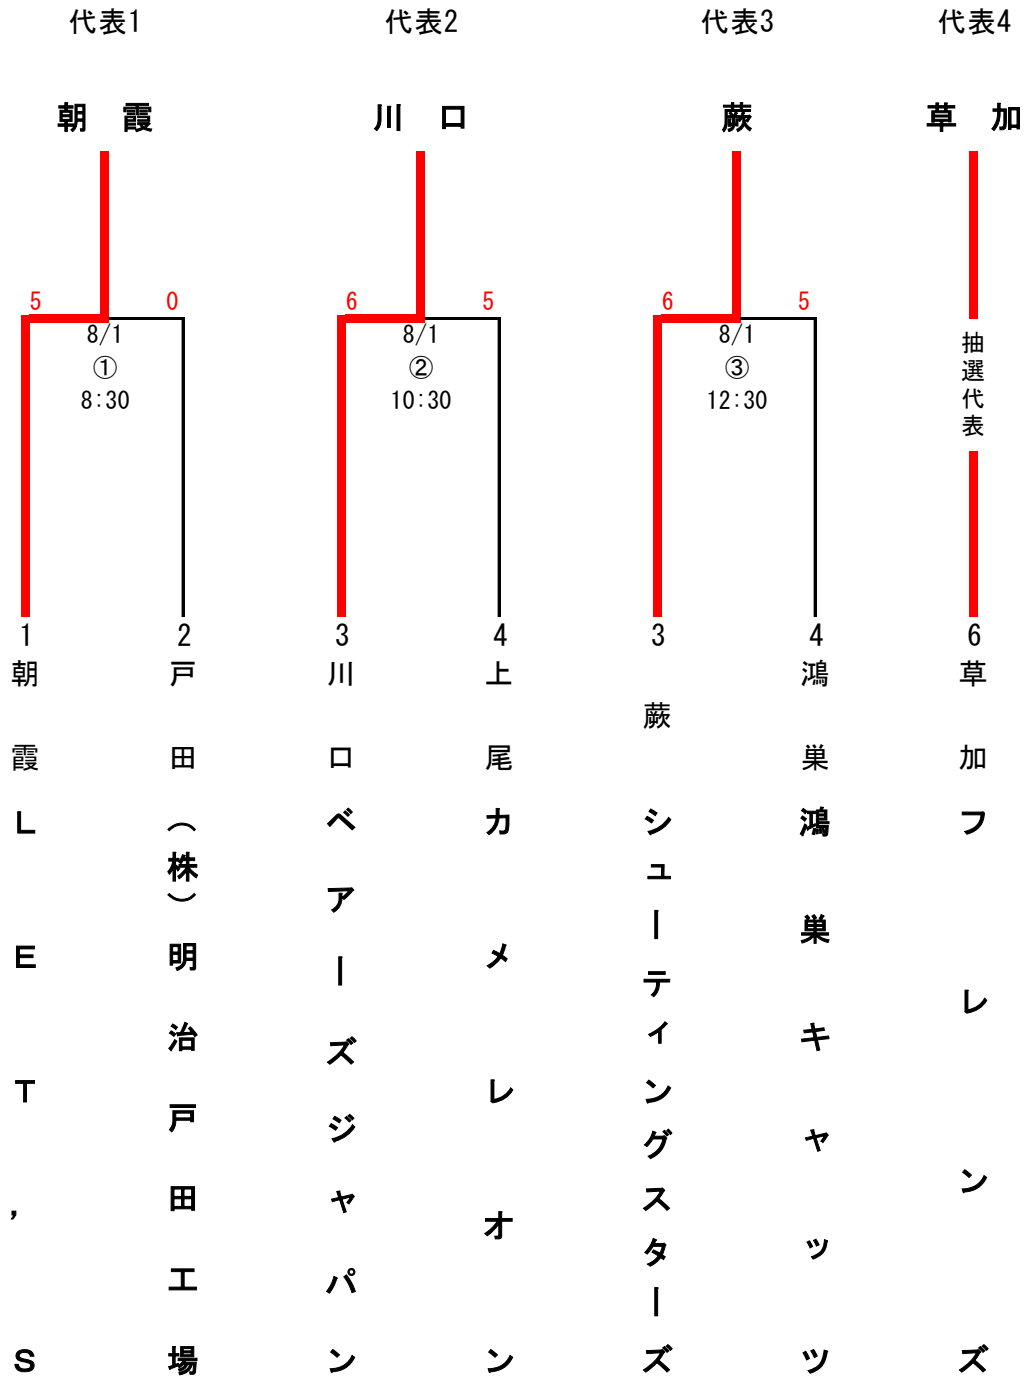 代表1
代表2
代表3
代表4
朝 霞
川 口
蕨
草 加
5
0
6
5
6
5
8/1
①
8:30
8/1
②
10:30
8/1
③
12:30
抽選代表
1
2
3
4
3
4
6
朝霞
戸田
川口
上尾
蕨
鴻巣
草加
ＬＥＴ’Ｓ
（株）明治戸田工場
ベアーズジャパン
カメレオン
シューティングスターズ
鴻巣キャッツ
フレンズ